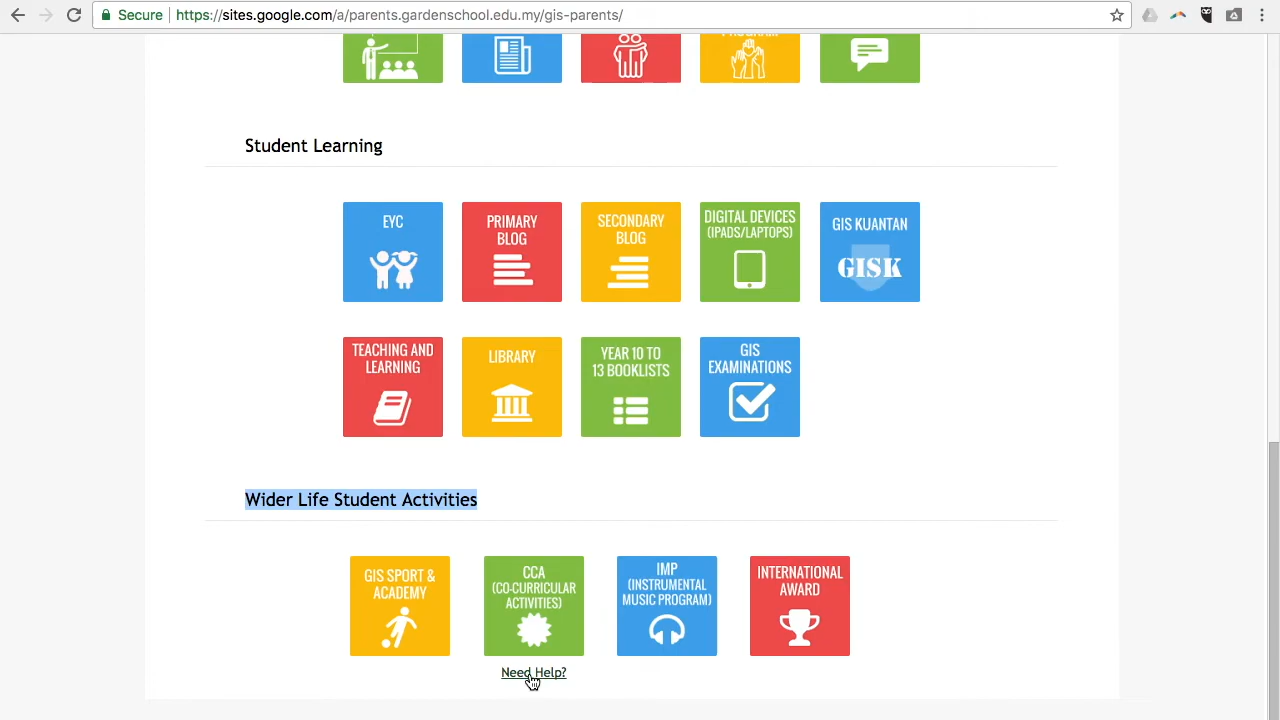 Secure https://sites.google.com/a/parents.gardenschool.edu.my/gis-parents/
PROGRAM
Student Learning
EYC
PRIMARY
BLOG
SECONDARY
BLOG
DIGITAL DEVICES
(IPADS/LAPTOPS)
GIS KUANTAN
GISK
TEACHING AND
LEARNING
LIBRARY
YEAR 10 TO
13 BOOKLISTS
GIS
EXAMINATIONS
Wider Life Student Activities
GIS SPORT &
ACADEMY
CCA
(CO-CURRICULAR
ACTIVITIES)
IMP
(INSTRUMENTAL
MUSIC PROGRAM)
INTERNATIONAL
AWARD
Need Help?